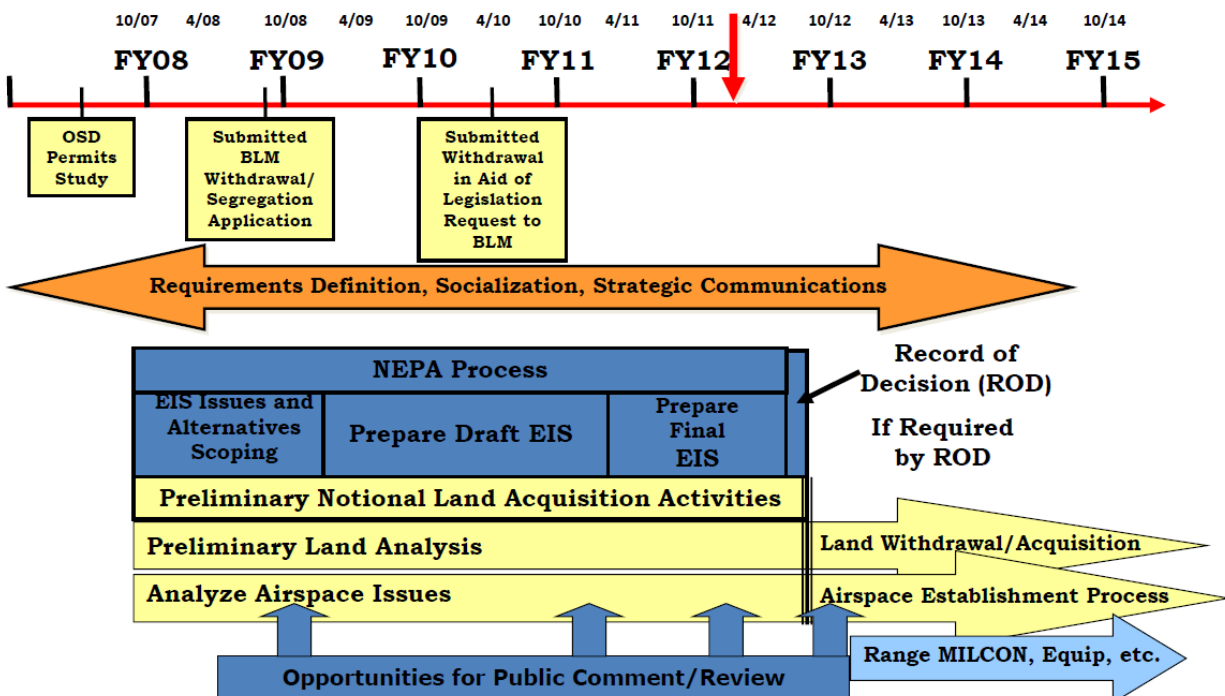 10/07 4/08 10/08 4/09 10/09 4/10 10/10 4/11 10/11 4/12 10/12 4/13 10/13 4/14 10/14
FY08 FY09 FY10 FY11 FY12 FY13 FY14 FY15
OSD
Permits
Study
Submitted
BLM
Withdrawal/
Segregation
Application
Submitted
Withdrawal
in Aid of
Legislation
Request to
BLM
Requirements Definition, Socialization, Strategic Communications
NEPA Process
Record of
Decision (ROD)
EIS Issues and
Alternatives
Scoping
Prepare Draft EIS
Prepare
Final
EIS
If Required
by ROD
Preliminary Notional Land Acquisition Activities
Preliminary Land Analysis
Land Withdrawal/Acquisition
Analyze Airspace Issues
Airspace Establishment Process
Range MILCON, Equip, etc.
Opportunities for Public Comment/Review